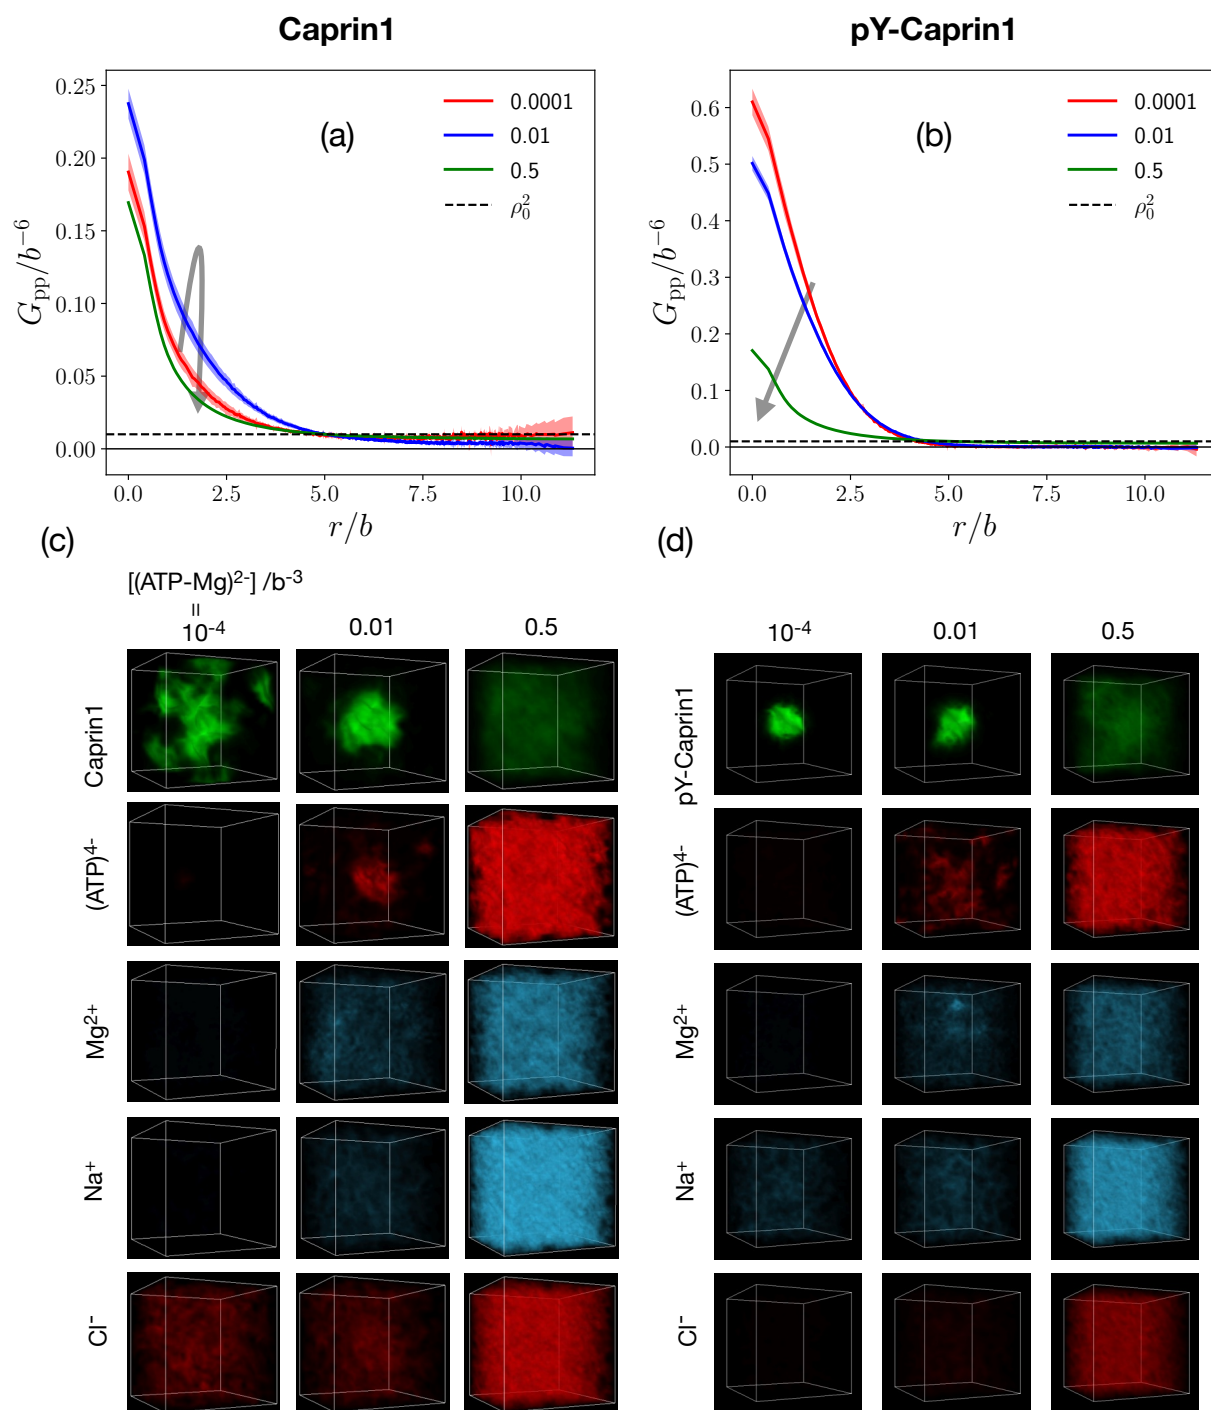 Caprin1
pY-Caprin1
0.25
0.20
0.15
0.10
0.05
0.00
G_pp/b^−6
(a)
0.0001
0.01
0.5
ρ_0^2
0.0 2.5 5.0 7.5 10.0
r/b
0.6
0.5
0.4
0.3
0.2
0.1
0.0
G_pp/b^−6
(b)
0.0001
0.01
0.5
ρ_0^2
0.0 2.5 5.0 7.5 10.0
r/b
(c)
[(ATP-Mg)²⁻] /b⁻³
=
10⁻⁴ 0.01 0.5
Caprin1
(ATP)⁴⁻
Mg²⁺
Na⁺
Cl⁻
(d)
10⁻⁴ 0.01 0.5
pY-Caprin1
(ATP)⁴⁻
Mg²⁺
Na⁺
Cl⁻